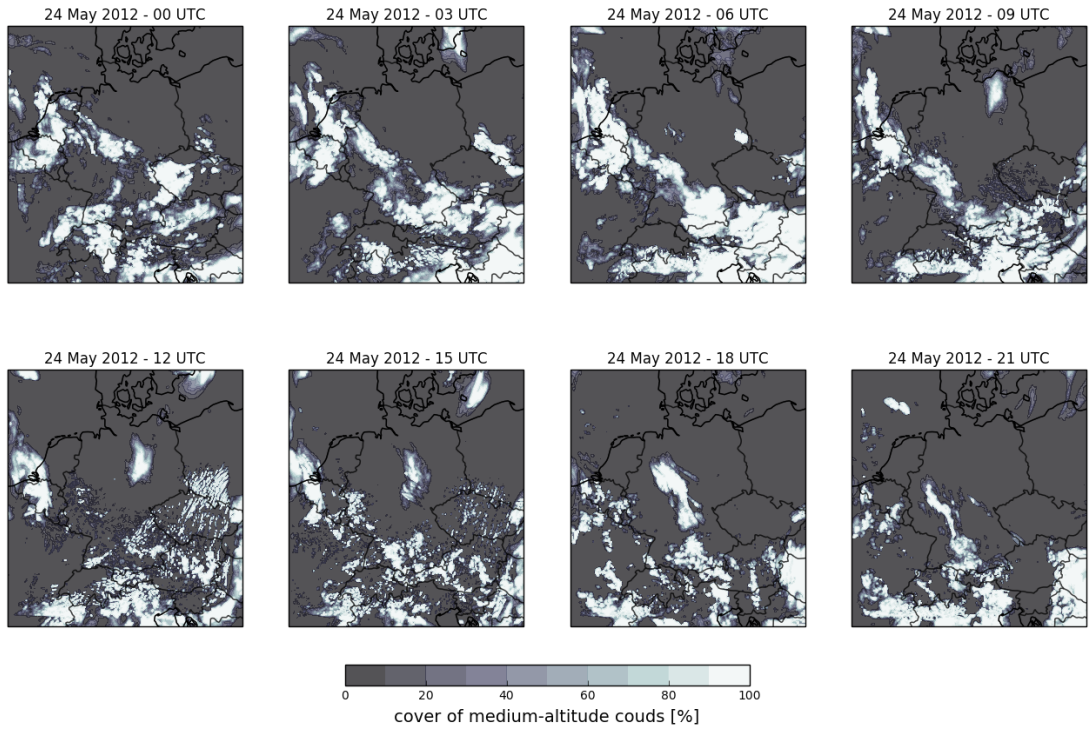 24 May 2012 - 00 UTC
24 May 2012 - 03 UTC
24 May 2012 - 06 UTC
24 May 2012 - 09 UTC
24 May 2012 - 12 UTC
24 May 2012 - 15 UTC
24 May 2012 - 18 UTC
24 May 2012 - 21 UTC
0 20 40 60 80 100
cover of medium-altitude couds [%]